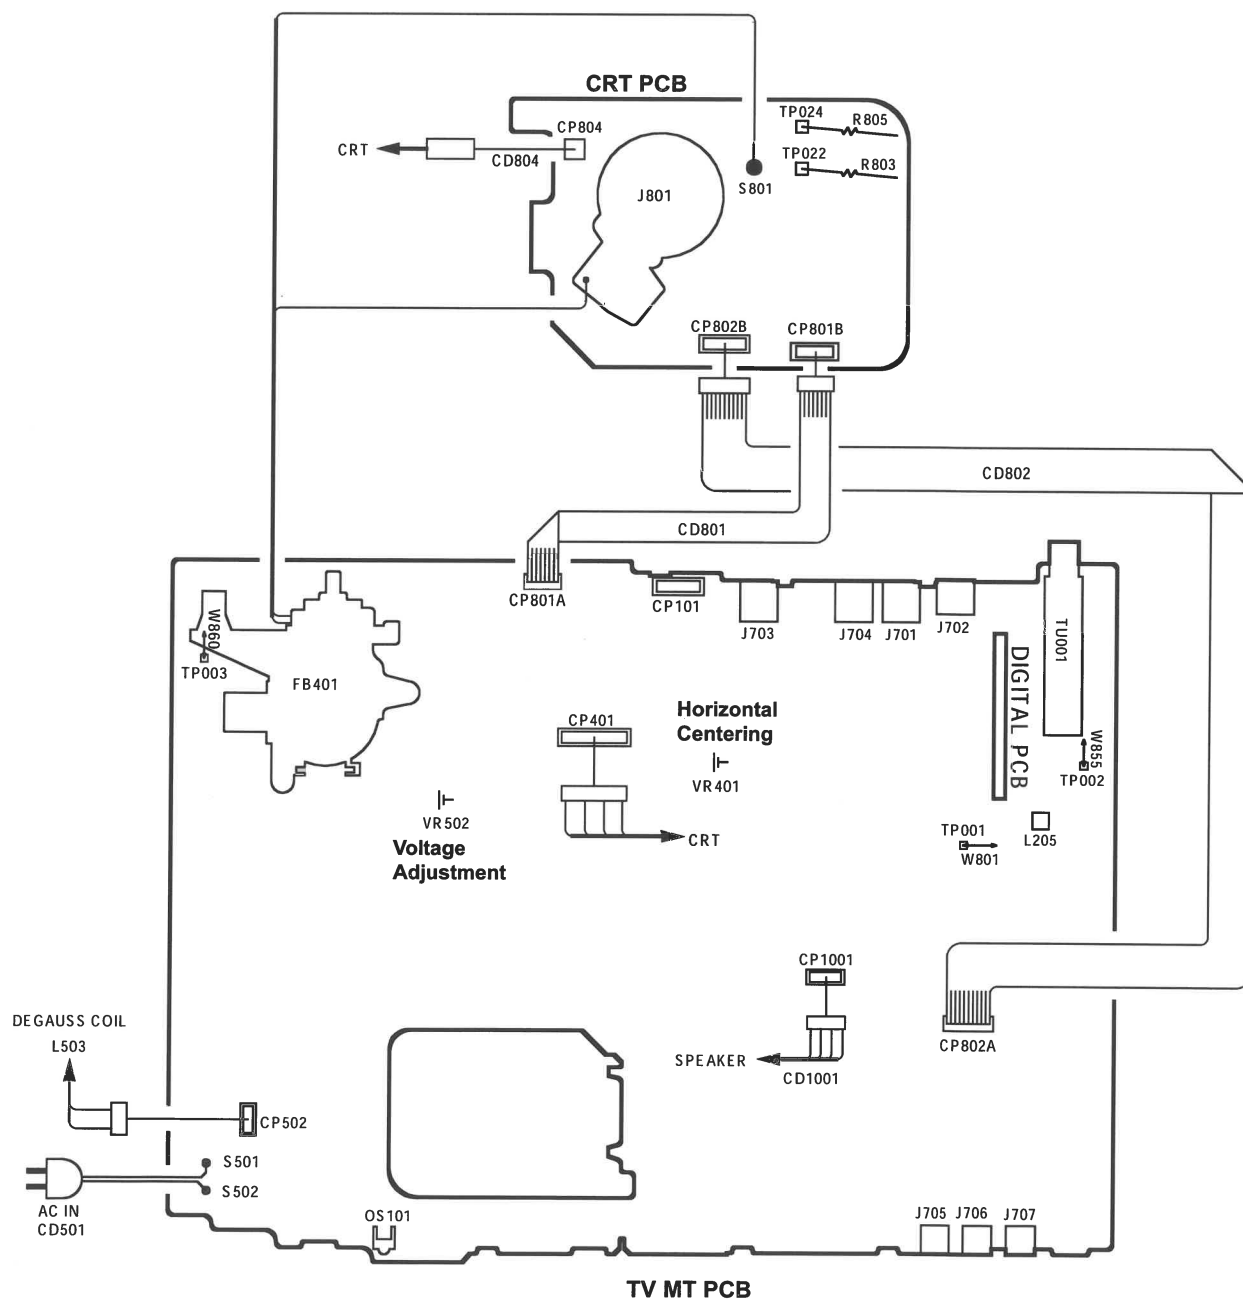 CRT PCB
TP024
R805
CP804
CRT
CD804
TP022
R803
J801
S801
CP802B
CP801B
CD802
CD801
CP801A
CP101
J703
J704
J701
J702
TU001
W860
TP003
FB401
DIGITAL PCB
CP401
Horizontal
Centering
VR401
W855
TP002
VR502
CRT
TP001
W801
L205
Voltage
Adjustment
CP1001
DEGAUSS COIL
L503
SPEAKER
CD1001
CP802A
CP502
S501
S502
AC IN
CD501
OS101
J705
J706
J707
TV MT PCB